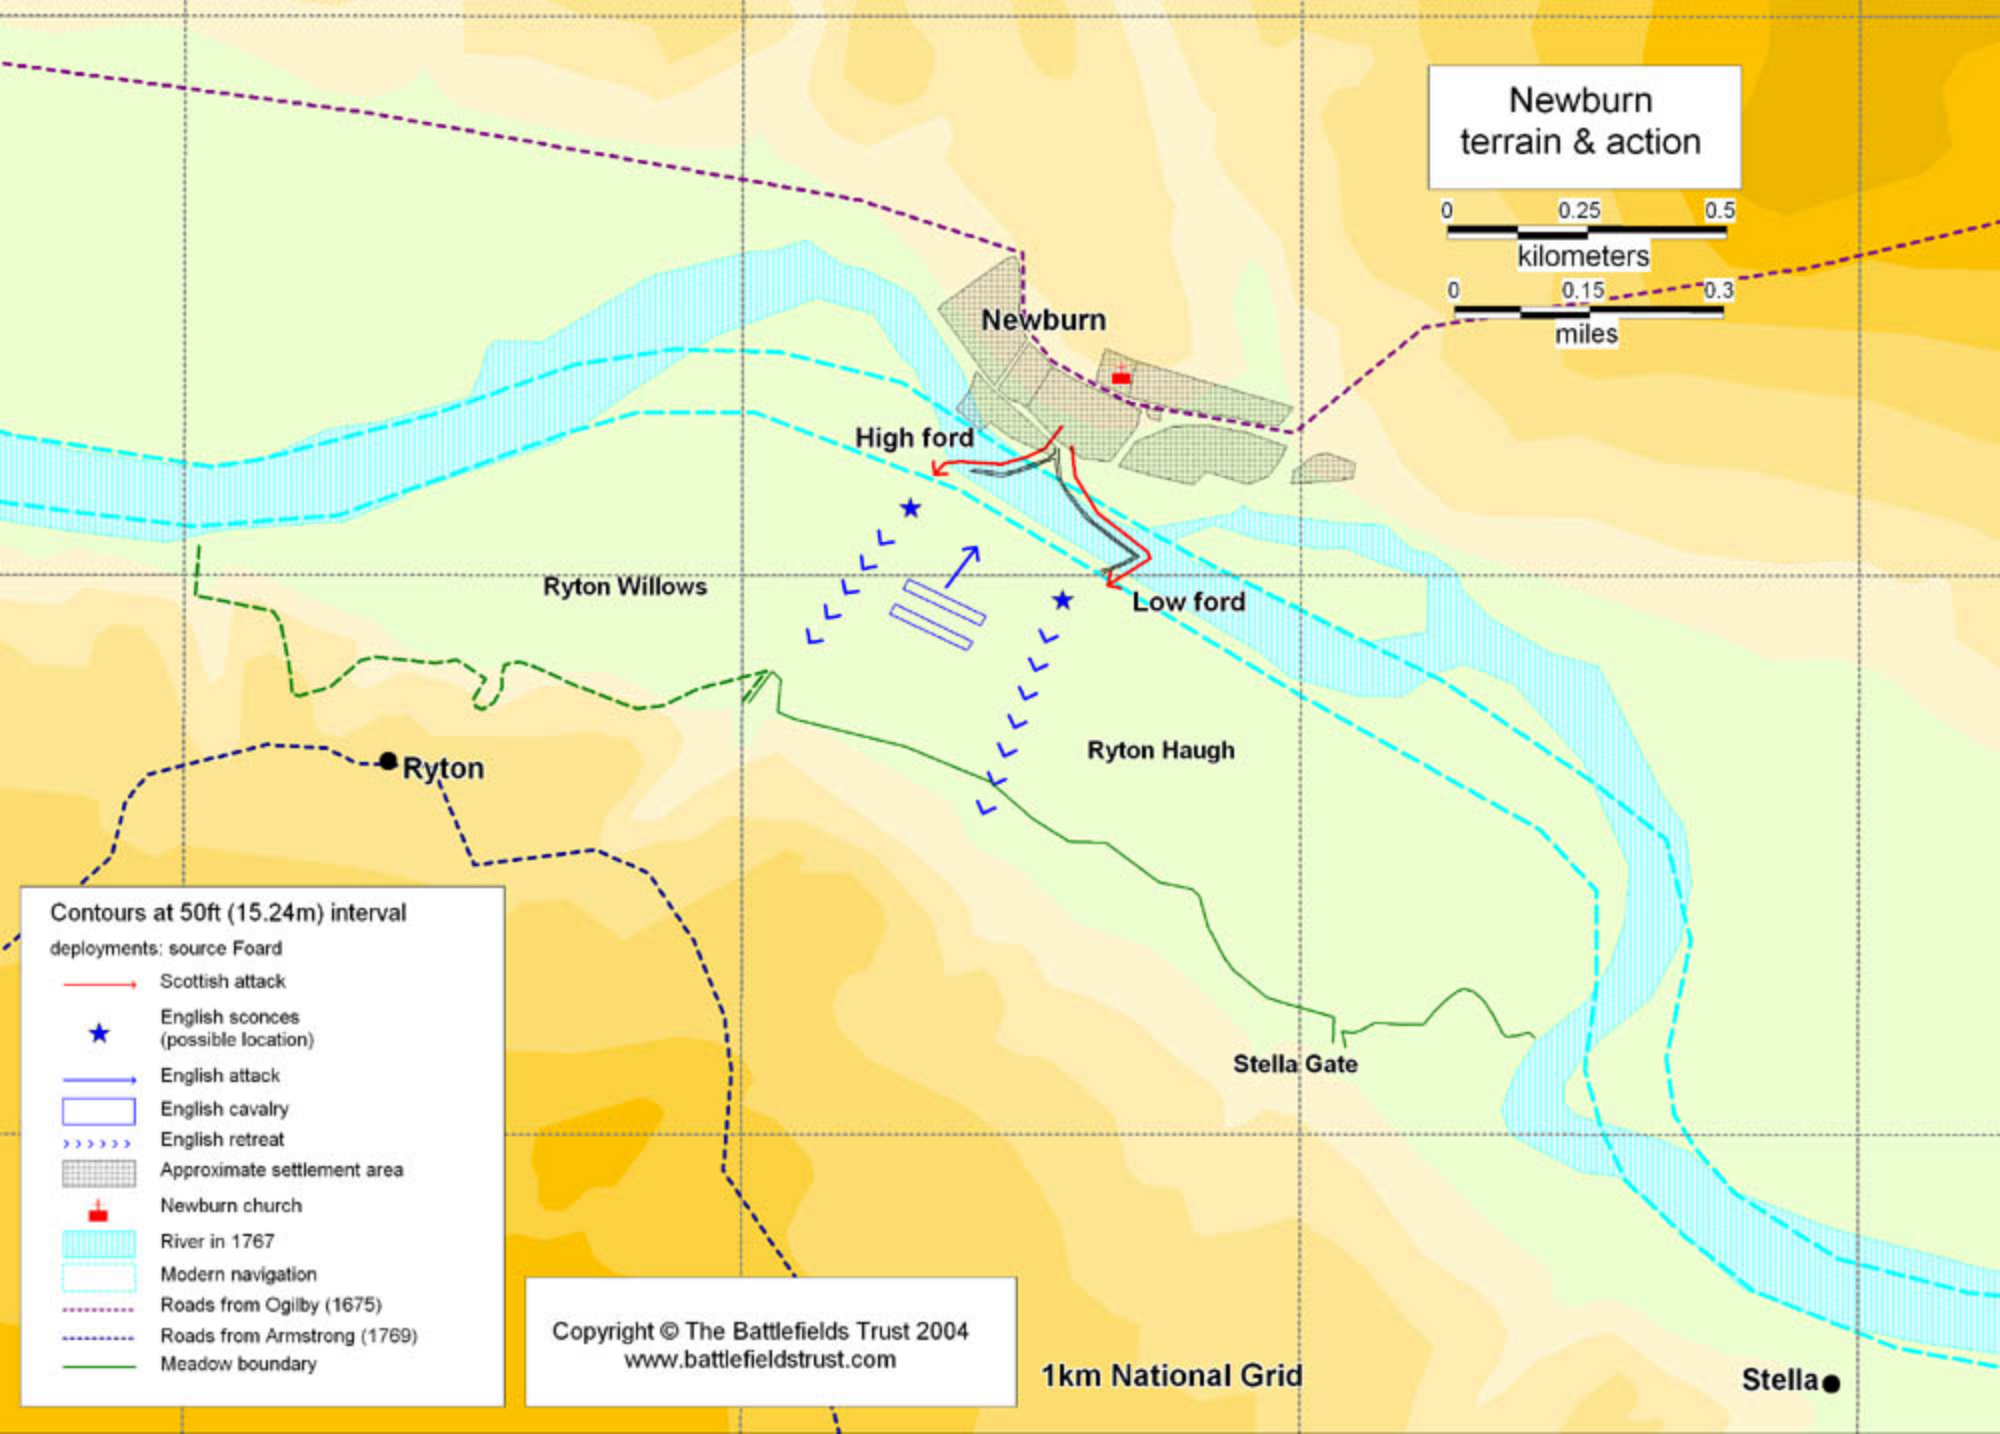 Newburn
terrain & action
0 0.25 0.5
kilometers
0 0.15 0.3
miles
Newburn
High ford
Ryton Willows
Low ford
Ryton Haugh
Ryton
Stella Gate
Contours at 50ft (15.24m) interval
deployments: source Foard
Scottish attack
English sconces
(possible location)
English attack
English cavalry
English retreat
Approximate settlement area
Newburn church
River in 1767
Modern navigation
Roads from Ogilby (1675)
Roads from Armstrong (1769)
Meadow boundary
Copyright © The Battlefields Trust 2004
www.battlefieldstrust.com
1km National Grid
Stella